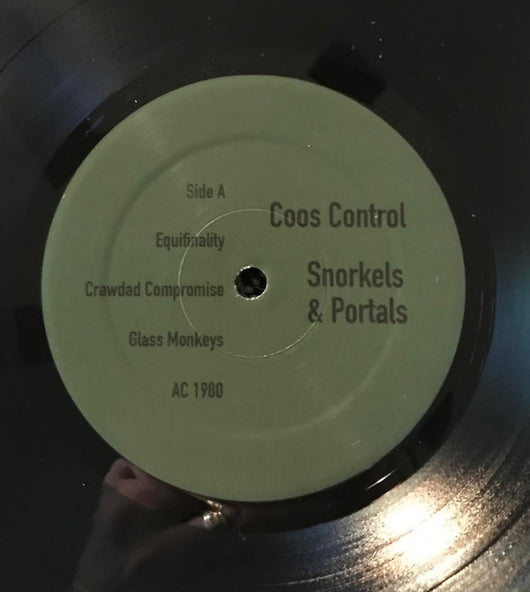 Side A
Equifinality
Crawdad Compromise
Glass Monkeys
AC 1980
Coos Control
Snorkels
& Portals